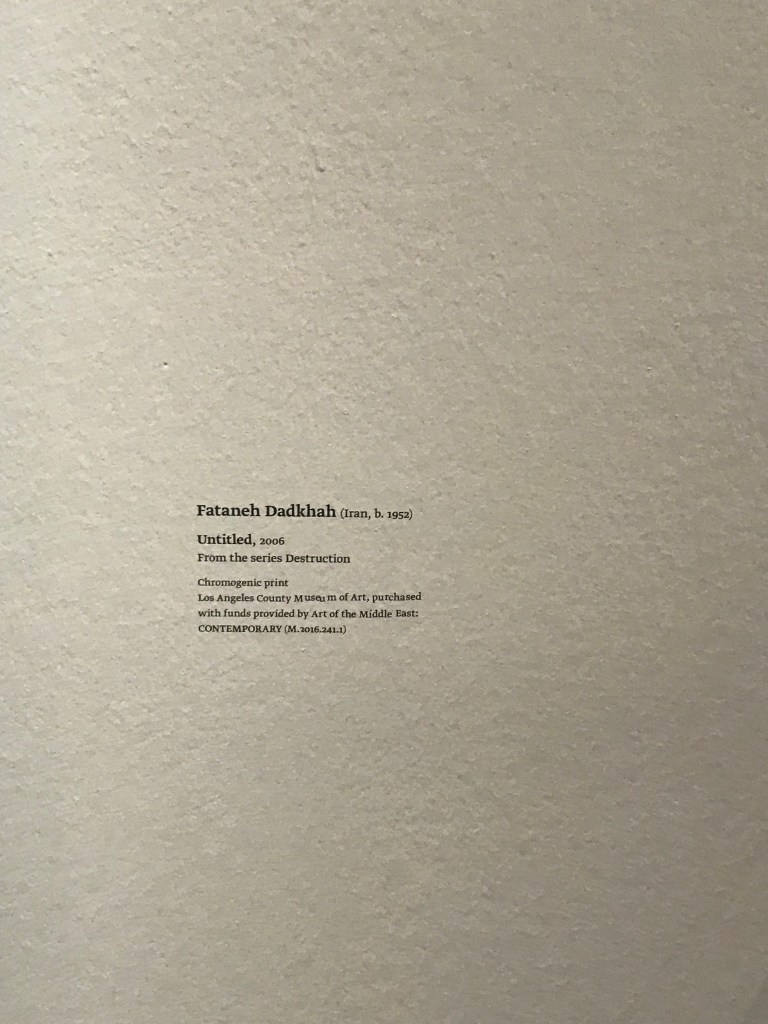 Fataneh Dadkhah (Iran, b. 1952)
Untitled, 2006
From the series Destruction
Chromogenic print
Los Angeles County Museum of Art, purchased
with funds provided by Art of the Middle East:
CONTEMPORARY (M.2016.241.1)